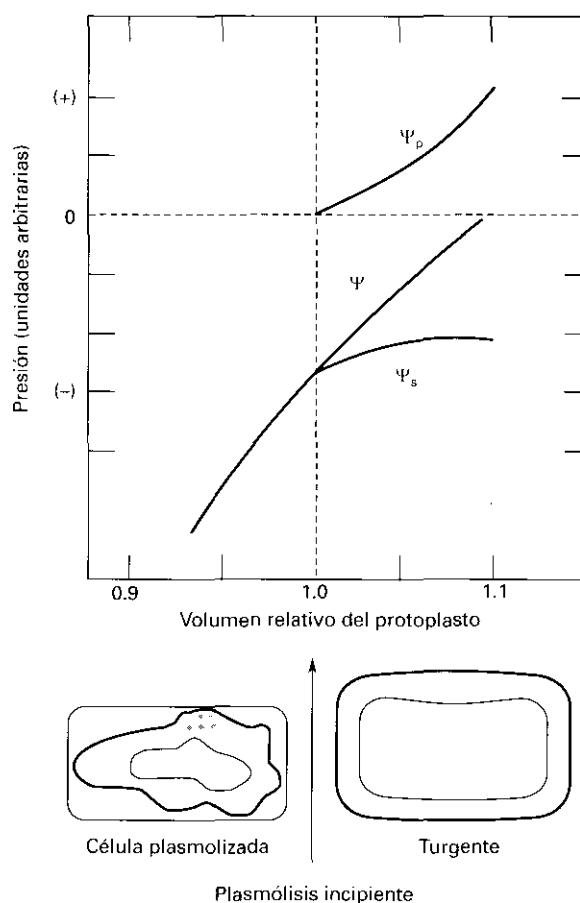 (+)
Ψp
0
Ψ
Ψs
(−)
Presión (unidades arbitrarias)
0.9 1.0 1.1
Volumen relativo del protoplasto
Célula plasmolizada Turgente
Plasmólisis incipiente